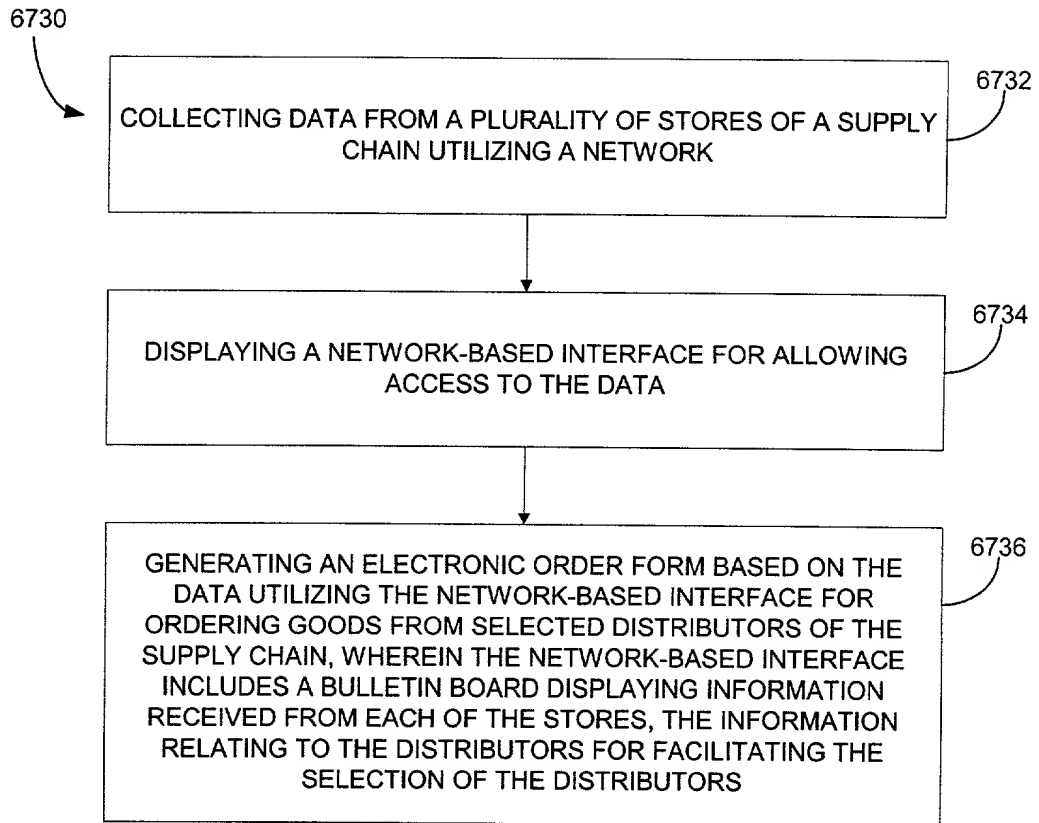 6730
6732
COLLECTING DATA FROM A PLURALITY OF STORES OF A SUPPLY
CHAIN UTILIZING A NETWORK
6734
DISPLAYING A NETWORK-BASED INTERFACE FOR ALLOWING
ACCESS TO THE DATA
6736
GENERATING AN ELECTRONIC ORDER FORM BASED ON THE
DATA UTILIZING THE NETWORK-BASED INTERFACE FOR
ORDERING GOODS FROM SELECTED DISTRIBUTORS OF THE
SUPPLY CHAIN, WHEREIN THE NETWORK-BASED INTERFACE
INCLUDES A BULLETIN BOARD DISPLAYING INFORMATION
RECEIVED FROM EACH OF THE STORES, THE INFORMATION
RELATING TO THE DISTRIBUTORS FOR FACILITATING THE
SELECTION OF THE DISTRIBUTORS